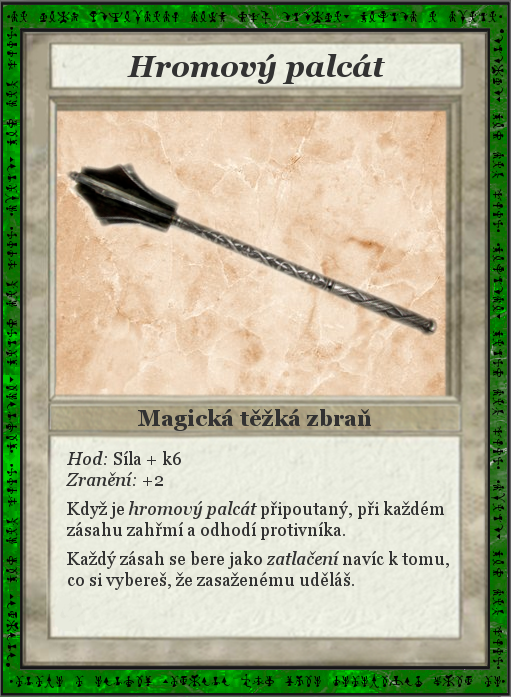 Hromový palcát
Magická těžká zbraň
Hod: Síla + k6
Zranění: +2
Když je hromový palcát připoutaný, při každém
zásahu zahřmí a odhodí protivníka.
Každý zásah se bere jako zatlačení navíc k tomu,
co si vybereš, že zasaženému uděláš.